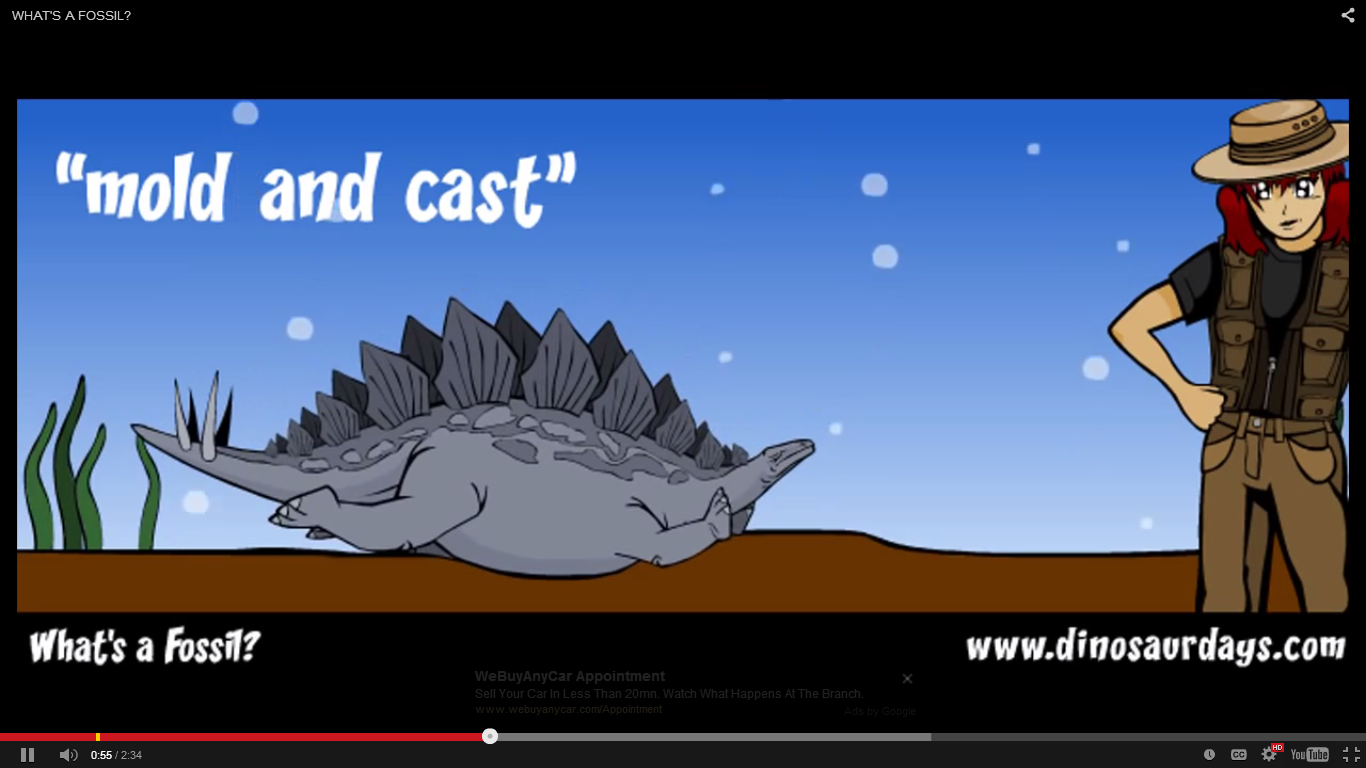 WHAT'S A FOSSIL?
"mold and cast"
What's a Fossil?
www.dinosaurdays.com
WeBuyAnyCar Appointment
Sell Your Car In Less Than 20mn. Watch What Happens At The Branch.
www.webuyanycar.com/Appointment
Ads by Google
0:55 / 2:34
CC
HD
YouTube